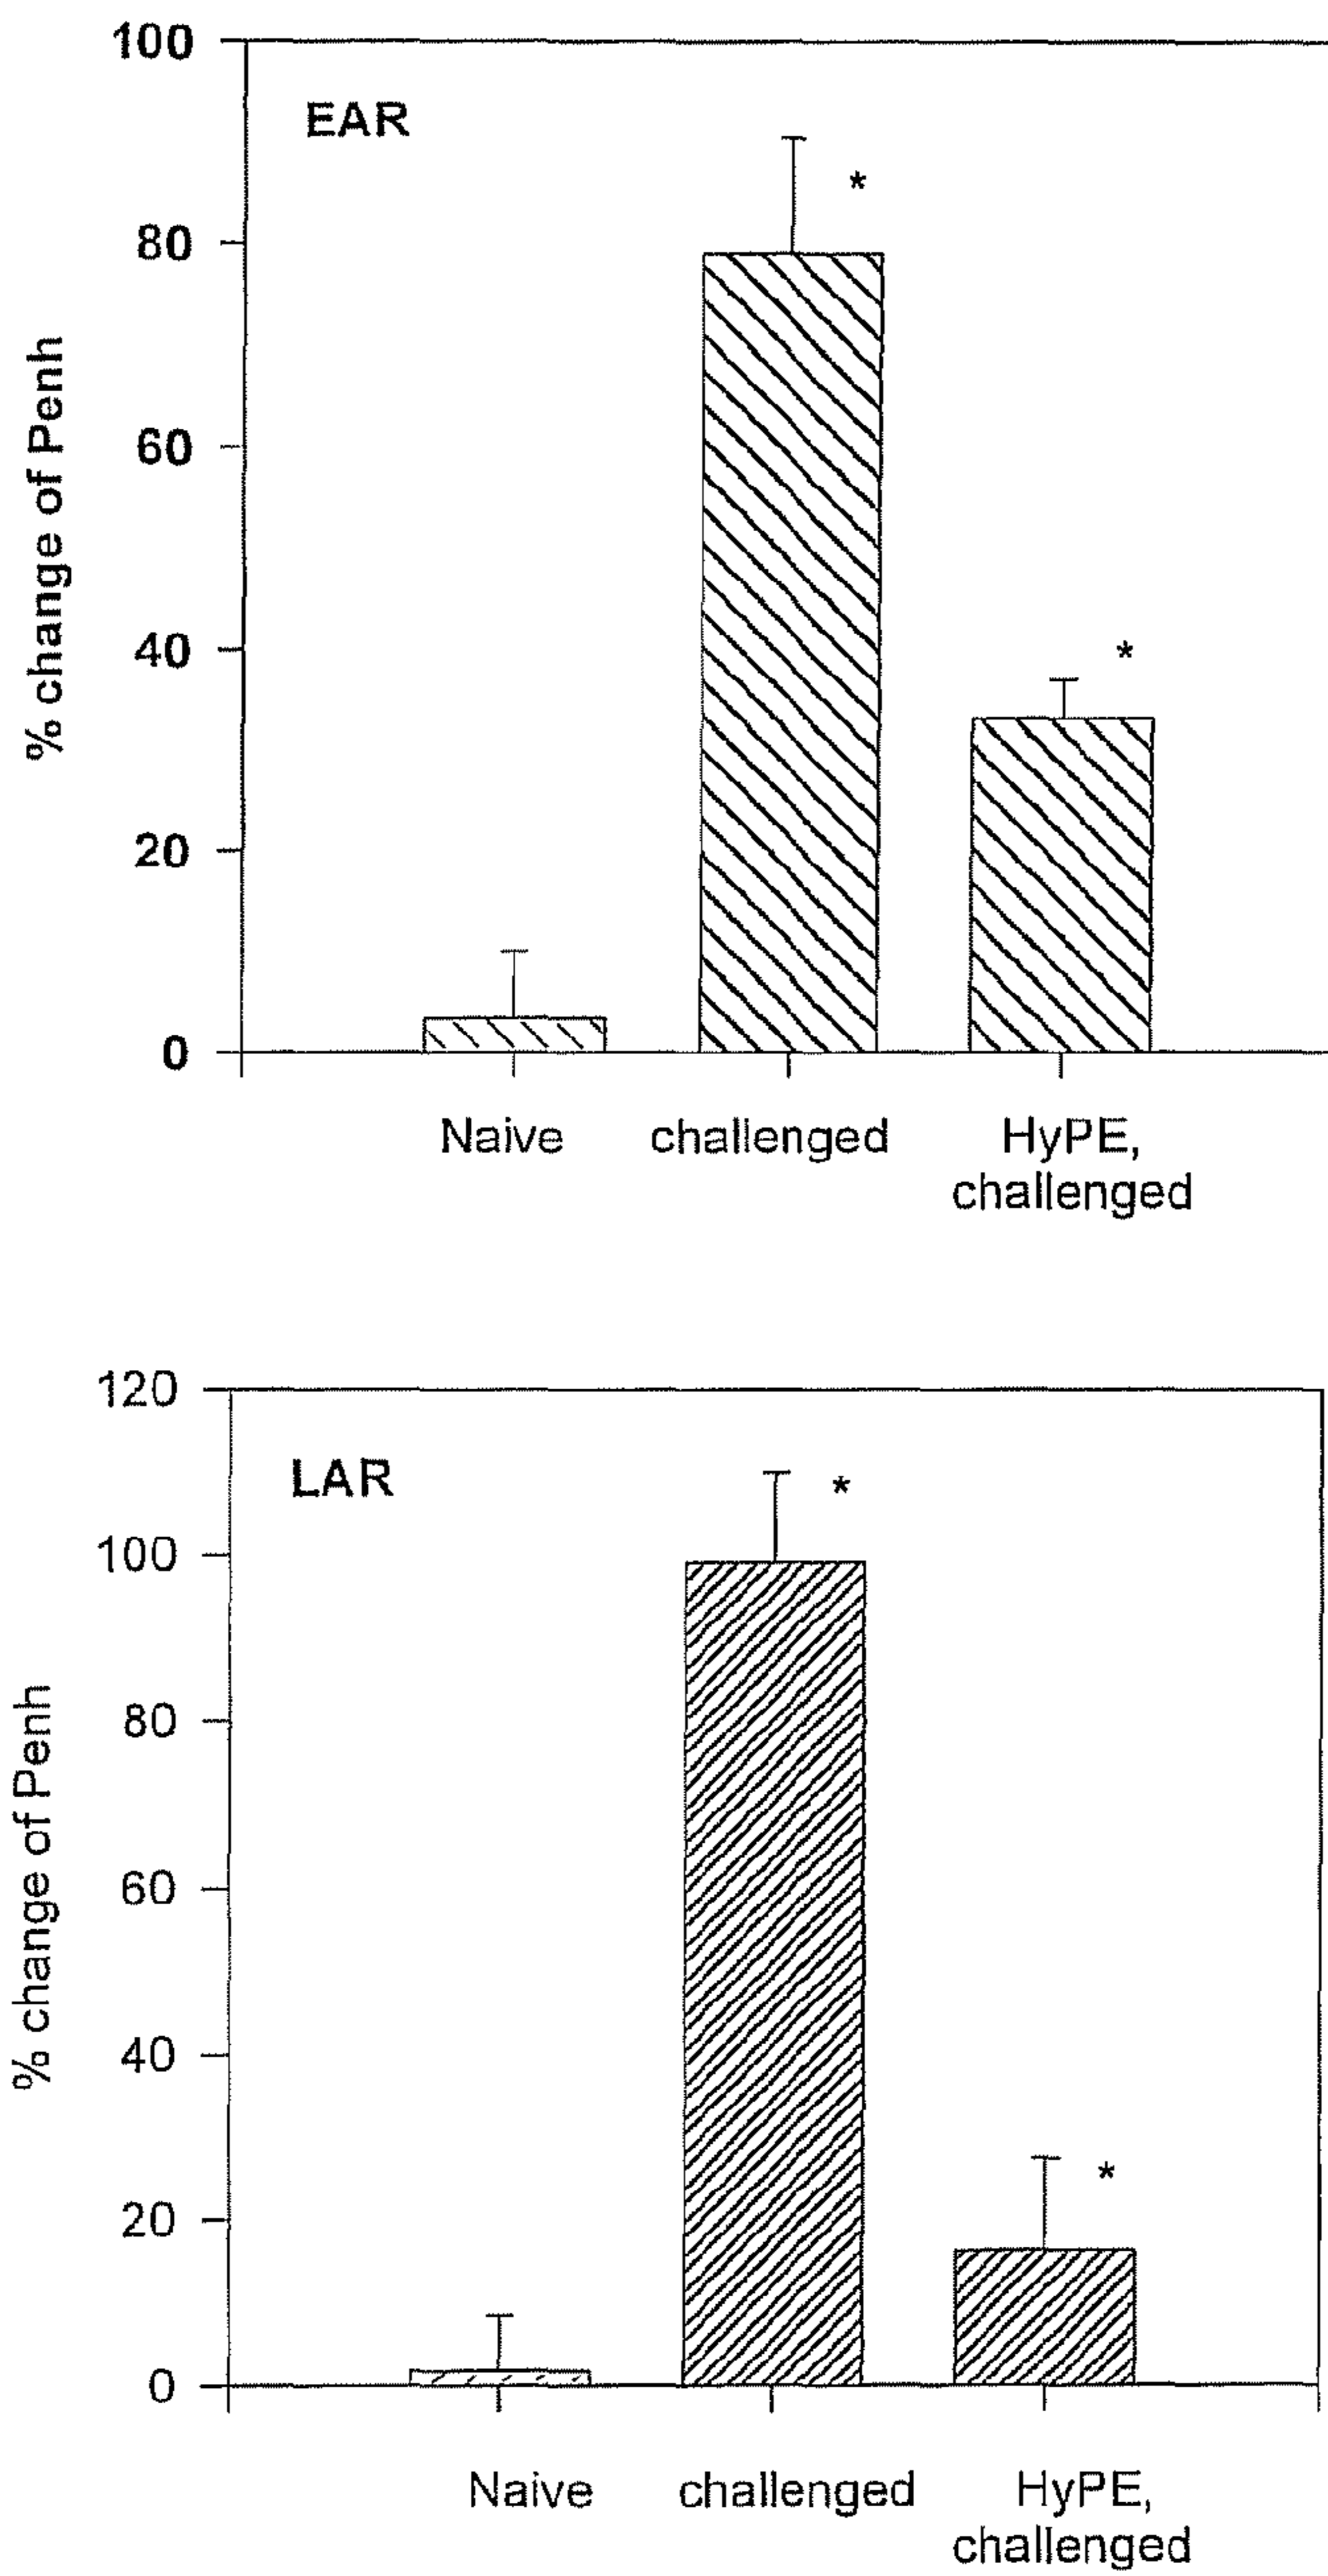 100
EAR
*
80
60
*
40
20
0
% change of Penh
Naive challenged HyPE,
challenged
120
LAR
*
100
80
60
40
*
20
0
% change of Penh
Naive challenged HyPE,
challenged